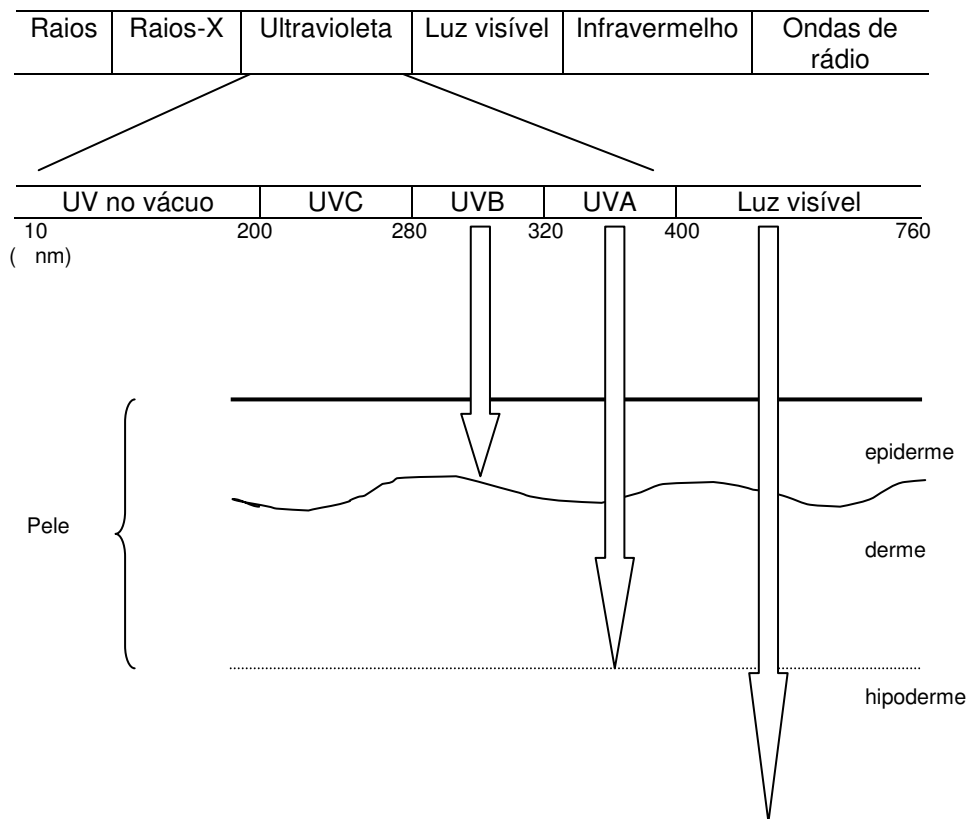 Raios Raios-X Ultravioleta Luz visível Infravermelho Ondas de
rádio
UV no vácuo UVC UVB UVA Luz visível
10 200 280 320 400 760
( nm)
epiderme
Pele
derme
hipoderme